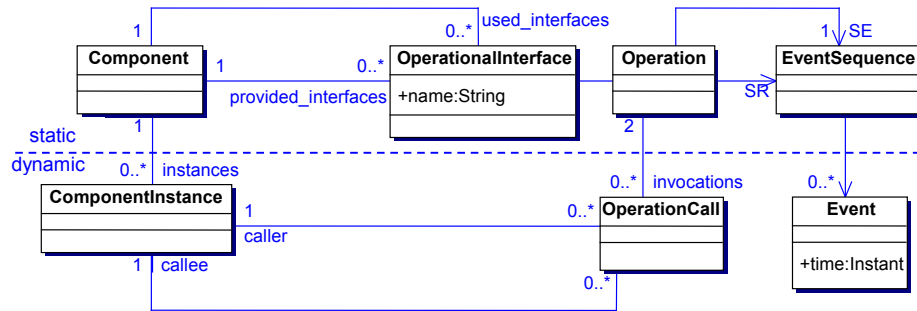 used_interfaces
1 0..* 1 SE
Component OperationalInterface Operation EventSequence
1 0..*
provided_interfaces +name:String SR
1 2
static
dynamic
0..* instances 0..* invocations 0..*
ComponentInstance OperationCall Event
1 0..*
caller
+time:Instant
1 callee 0..*